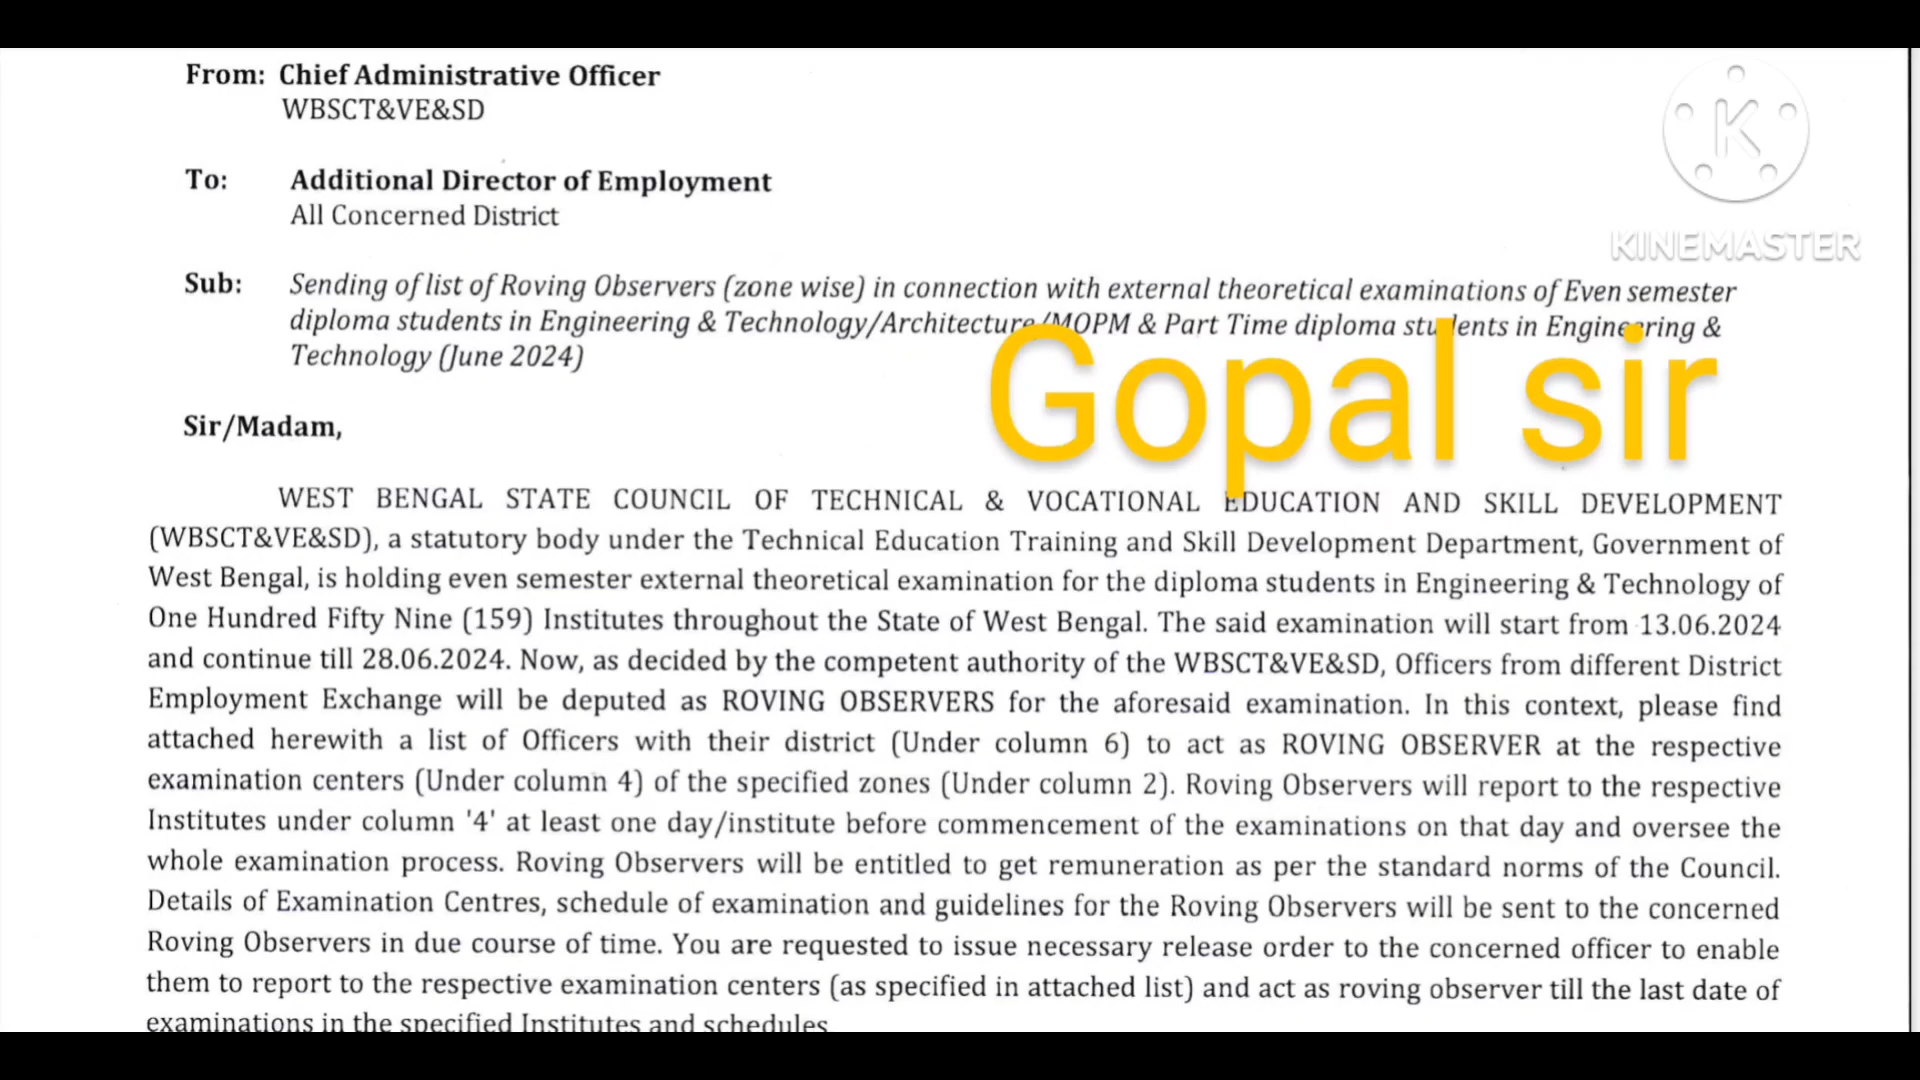 From: Chief Administrative Officer
WBSCT&VE&SD
K
KINEMASTER
To: Additional Director of Employment
All Concerned District
Sub: Sending of list of Roving Observers (zone wise) in connection with external theoretical examinations of Even semester
diploma students in Engineering & Technology/Architecture/MOPM & Part Time diploma students in Engineering &
Technology (June 2024)
Gopal sir
Sir/Madam,
WEST BENGAL STATE COUNCIL OF TECHNICAL & VOCATIONAL EDUCATION AND SKILL DEVELOPMENT
(WBSCT&VE&SD), a statutory body under the Technical Education Training and Skill Development Department, Government of
West Bengal, is holding even semester external theoretical examination for the diploma students in Engineering & Technology of
One Hundred Fifty Nine (159) Institutes throughout the State of West Bengal. The said examination will start from 13.06.2024
and continue till 28.06.2024. Now, as decided by the competent authority of the WBSCT&VE&SD, Officers from different District
Employment Exchange will be deputed as ROVING OBSERVERS for the aforesaid examination. In this context, please find
attached herewith a list of Officers with their district (Under column 6) to act as ROVING OBSERVER at the respective
examination centers (Under column 4) of the specified zones (Under column 2). Roving Observers will report to the respective
Institutes under column '4' at least one day/institute before commencement of the examinations on that day and oversee the
whole examination process. Roving Observers will be entitled to get remuneration as per the standard norms of the Council.
Details of Examination Centres, schedule of examination and guidelines for the Roving Observers will be sent to the concerned
Roving Observers in due course of time. You are requested to issue necessary release order to the concerned officer to enable
them to report to the respective examination centers (as specified in attached list) and act as roving observer till the last date of
examinations in the specified Institutes and schedules